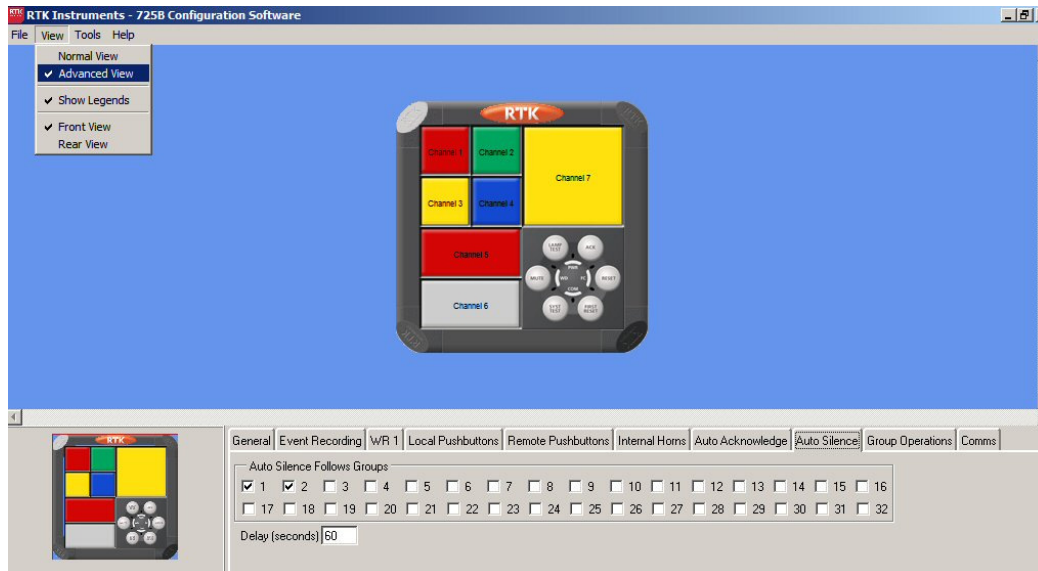 RTK Instruments - 725B Configuration Software
File View Tools Help
Normal View
Advanced View
Show Legends
Front View
Rear View
RTK
Channel 1 Channel 2
Channel 7
Channel 3 Channel 4
Channel 5
Channel 6
LAMP TEST ACK
MUTE PWR WD FC COM RESET
SYST TEST FIRST RESET
RTK
General Event Recording WR 1 Local Pushbuttons Remote Pushbuttons Internal Horns Auto Acknowledge Auto Silence Group Operations Comms
Auto Silence Follows Groups
1 2 3 4 5 6 7 8 9 10 11 12 13 14 15 16
17 18 19 20 21 22 23 24 25 26 27 28 29 30 31 32
Delay (seconds) 60